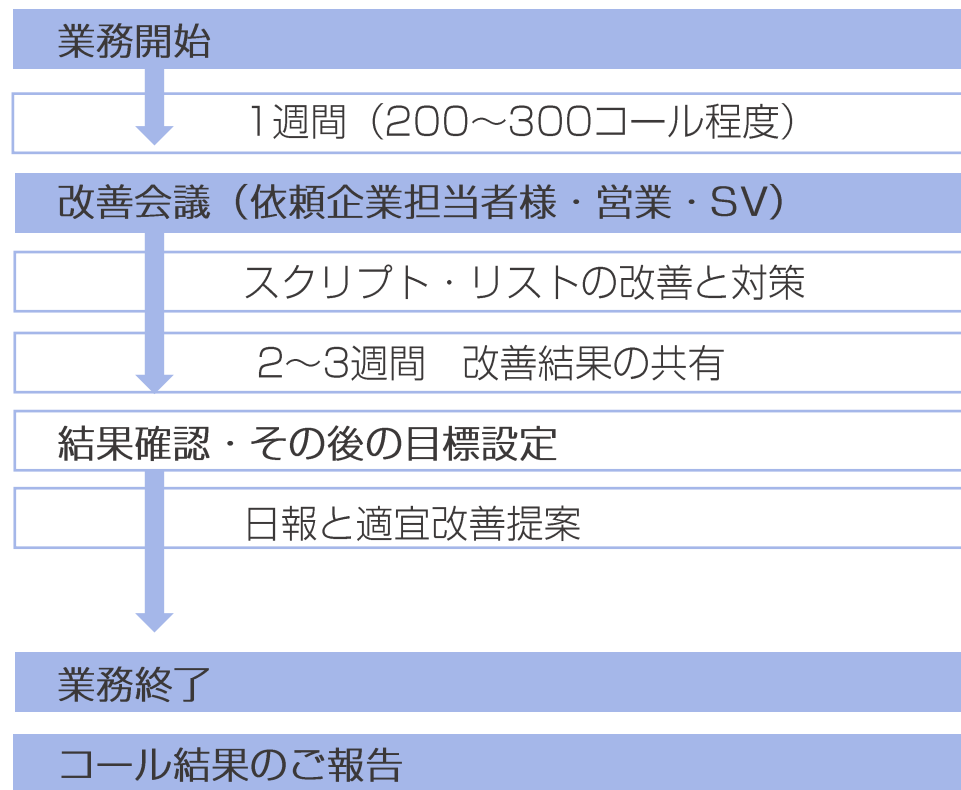 業務開始
1週間（200～300コール程度）
改善会議（依頼企業担当者様・営業・SV）
スクリプト・リストの改善と対策
2～3週間　改善結果の共有
結果確認・その後の目標設定
日報と適宜改善提案
業務終了
コール結果のご報告